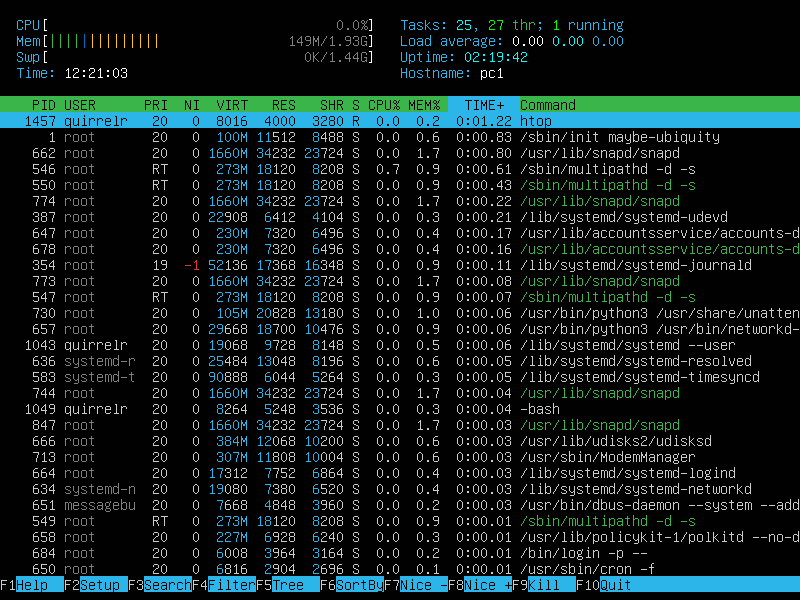 CPU[ 0.0%] Tasks: 25, 27 thr; 1 running
Mem[||||||||||||||| 149M/1.93G] Load average: 0.00 0.00 0.00
Swp[ 0K/1.44G] Uptime: 02:19:42
Time: 12:21:03 Hostname: pc1
PID USER PRI NI VIRT RES SHR S CPU% MEM% TIME+ Command
1457 quirrelr 20 0 8016 4000 3280 R 0.0 0.2 0:01.22 htop
1 root 20 0 100M 11512 8488 S 0.0 0.6 0:00.83 /sbin/init maybe-ubiquity
662 root 20 0 1660M 34232 23724 S 0.0 1.7 0:00.80 /usr/lib/snapd/snapd
546 root RT 0 273M 18120 8208 S 0.7 0.9 0:00.61 /sbin/multipathd -d -s
550 root RT 0 273M 18120 8208 S 0.0 0.9 0:00.43 /sbin/multipathd -d -s
774 root 20 0 1660M 34232 23724 S 0.0 1.7 0:00.22 /usr/lib/snapd/snapd
387 root 20 0 22908 6412 4104 S 0.0 0.3 0:00.21 /lib/systemd/systemd-udevd
647 root 20 0 230M 7320 6496 S 0.0 0.4 0:00.17 /usr/lib/accountsservice/accounts-d
678 root 20 0 230M 7320 6496 S 0.0 0.4 0:00.16 /usr/lib/accountsservice/accounts-d
354 root 19 -1 52136 17368 16348 S 0.0 0.9 0:00.11 /lib/systemd/systemd-journald
773 root 20 0 1660M 34232 23724 S 0.0 1.7 0:00.08 /usr/lib/snapd/snapd
547 root RT 0 273M 18120 8208 S 0.0 0.9 0:00.07 /sbin/multipathd -d -s
730 root 20 0 105M 20828 13180 S 0.0 1.0 0:00.06 /usr/bin/python3 /usr/share/unatten
657 root 20 0 29668 18700 10476 S 0.0 0.9 0:00.06 /usr/bin/python3 /usr/bin/networkd-
1043 quirrelr 20 0 19068 9728 8148 S 0.0 0.5 0:00.06 /lib/systemd/systemd --user
636 systemd-r 20 0 25484 13048 8196 S 0.0 0.6 0:00.05 /lib/systemd/systemd-resolved
583 systemd-t 20 0 90888 6044 5264 S 0.0 0.3 0:00.05 /lib/systemd/systemd-timesyncd
744 root 20 0 1660M 34232 23724 S 0.0 1.7 0:00.04 /usr/lib/snapd/snapd
1049 quirrelr 20 0 8264 5248 3536 S 0.0 0.3 0:00.04 -bash
847 root 20 0 1660M 34232 23724 S 0.0 1.7 0:00.03 /usr/lib/snapd/snapd
666 root 20 0 384M 12068 10200 S 0.0 0.6 0:00.03 /usr/lib/udisks2/udisksd
713 root 20 0 307M 11808 10004 S 0.0 0.6 0:00.03 /usr/sbin/ModemManager
664 root 20 0 17312 7752 6864 S 0.0 0.4 0:00.03 /lib/systemd/systemd-logind
634 systemd-n 20 0 19080 7380 6520 S 0.0 0.4 0:00.03 /lib/systemd/systemd-networkd
651 messagebu 20 0 7668 4848 3960 S 0.0 0.2 0:00.03 /usr/bin/dbus-daemon --system --add
549 root RT 0 273M 18120 8208 S 0.0 0.9 0:00.01 /sbin/multipathd -d -s
658 root 20 0 227M 6928 6240 S 0.0 0.3 0:00.01 /usr/lib/policykit-1/polkitd --no-d
684 root 20 0 6008 3964 3164 S 0.0 0.2 0:00.01 /bin/login -p --
650 root 20 0 6816 2904 2696 S 0.0 0.1 0:00.01 /usr/sbin/cron -f
F1Help F2Setup F3SearchF4FilterF5Tree F6SortByF7Nice -F8Nice +F9Kill F10Quit